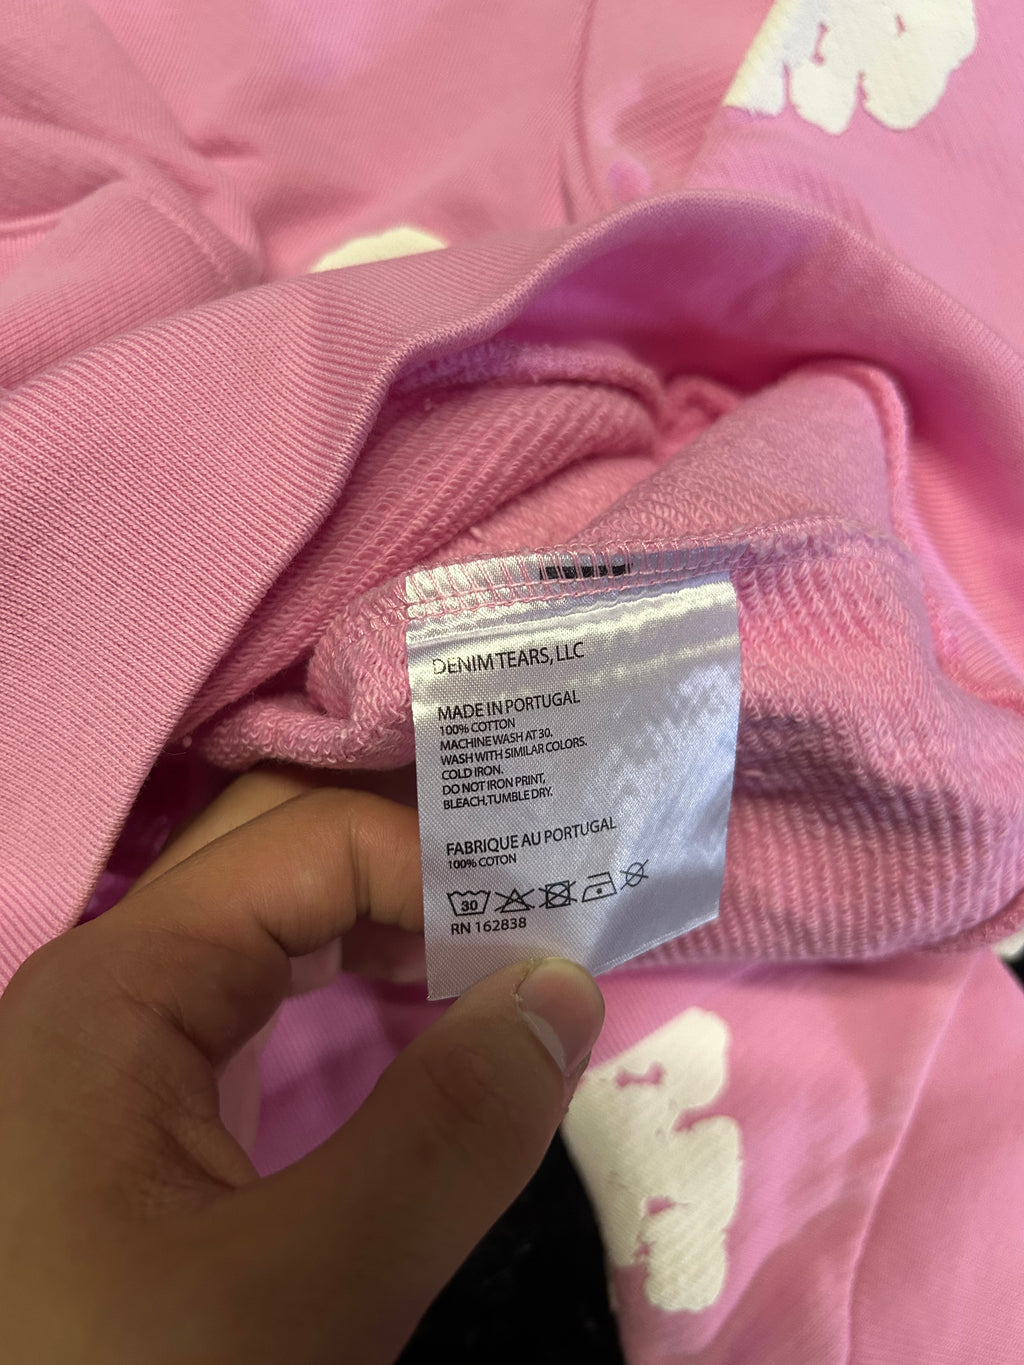 DENIM TEARS, LLC
MADE IN PORTUGAL
100% COTTON
MACHINE WASH AT 30.
WASH WITH SIMILAR COLORS.
COLD IRON.
DO NOT IRON PRINT,
BLEACH, TUMBLE DRY.
FABRIQUE AU PORTUGAL
100% COTON
30
RN 162838